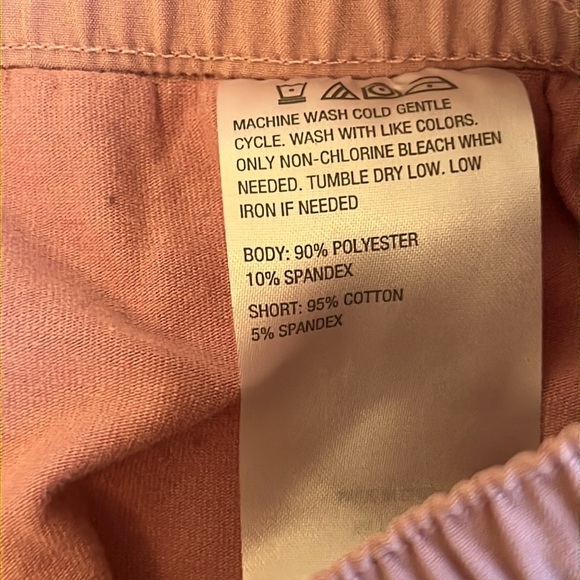 MACHINE WASH COLD GENTLE
CYCLE. WASH WITH LIKE COLORS.
ONLY NON-CHLORINE BLEACH WHEN
NEEDED. TUMBLE DRY LOW. LOW
IRON IF NEEDED
BODY: 90% POLYESTER
10% SPANDEX
SHORT: 95% COTTON
5% SPANDEX